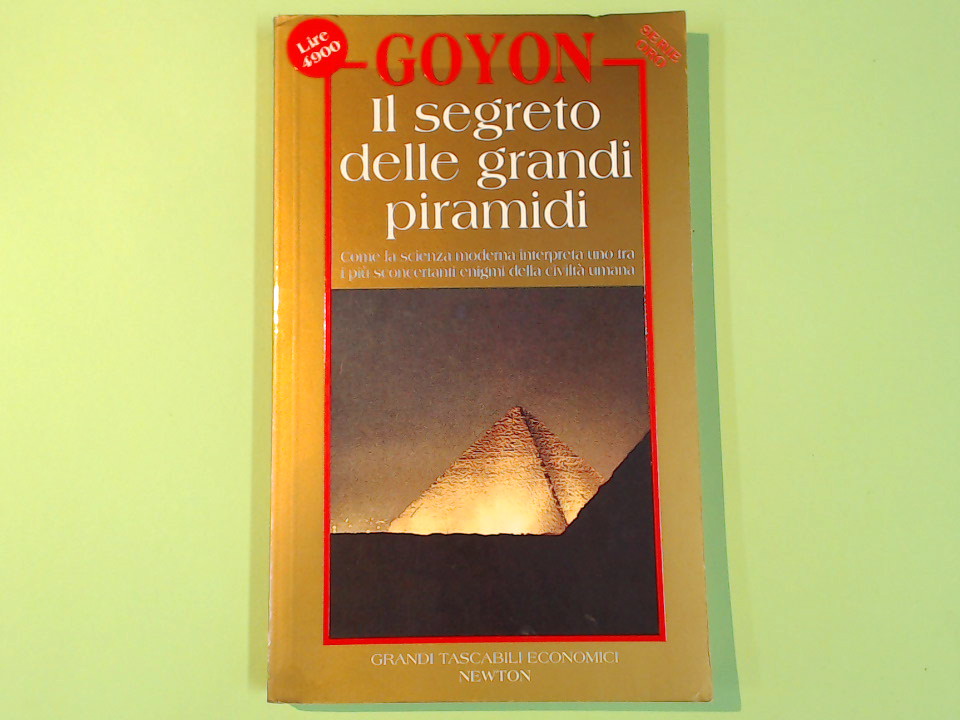 Lire
4900
GOYON
SERIE
ORO
Il segreto
delle grandi
piramidi
Come la scienza moderna interpreta uno tra
i più sconcertanti enigmi della civiltà umana
GRANDI TASCABILI ECONOMICI
NEWTON